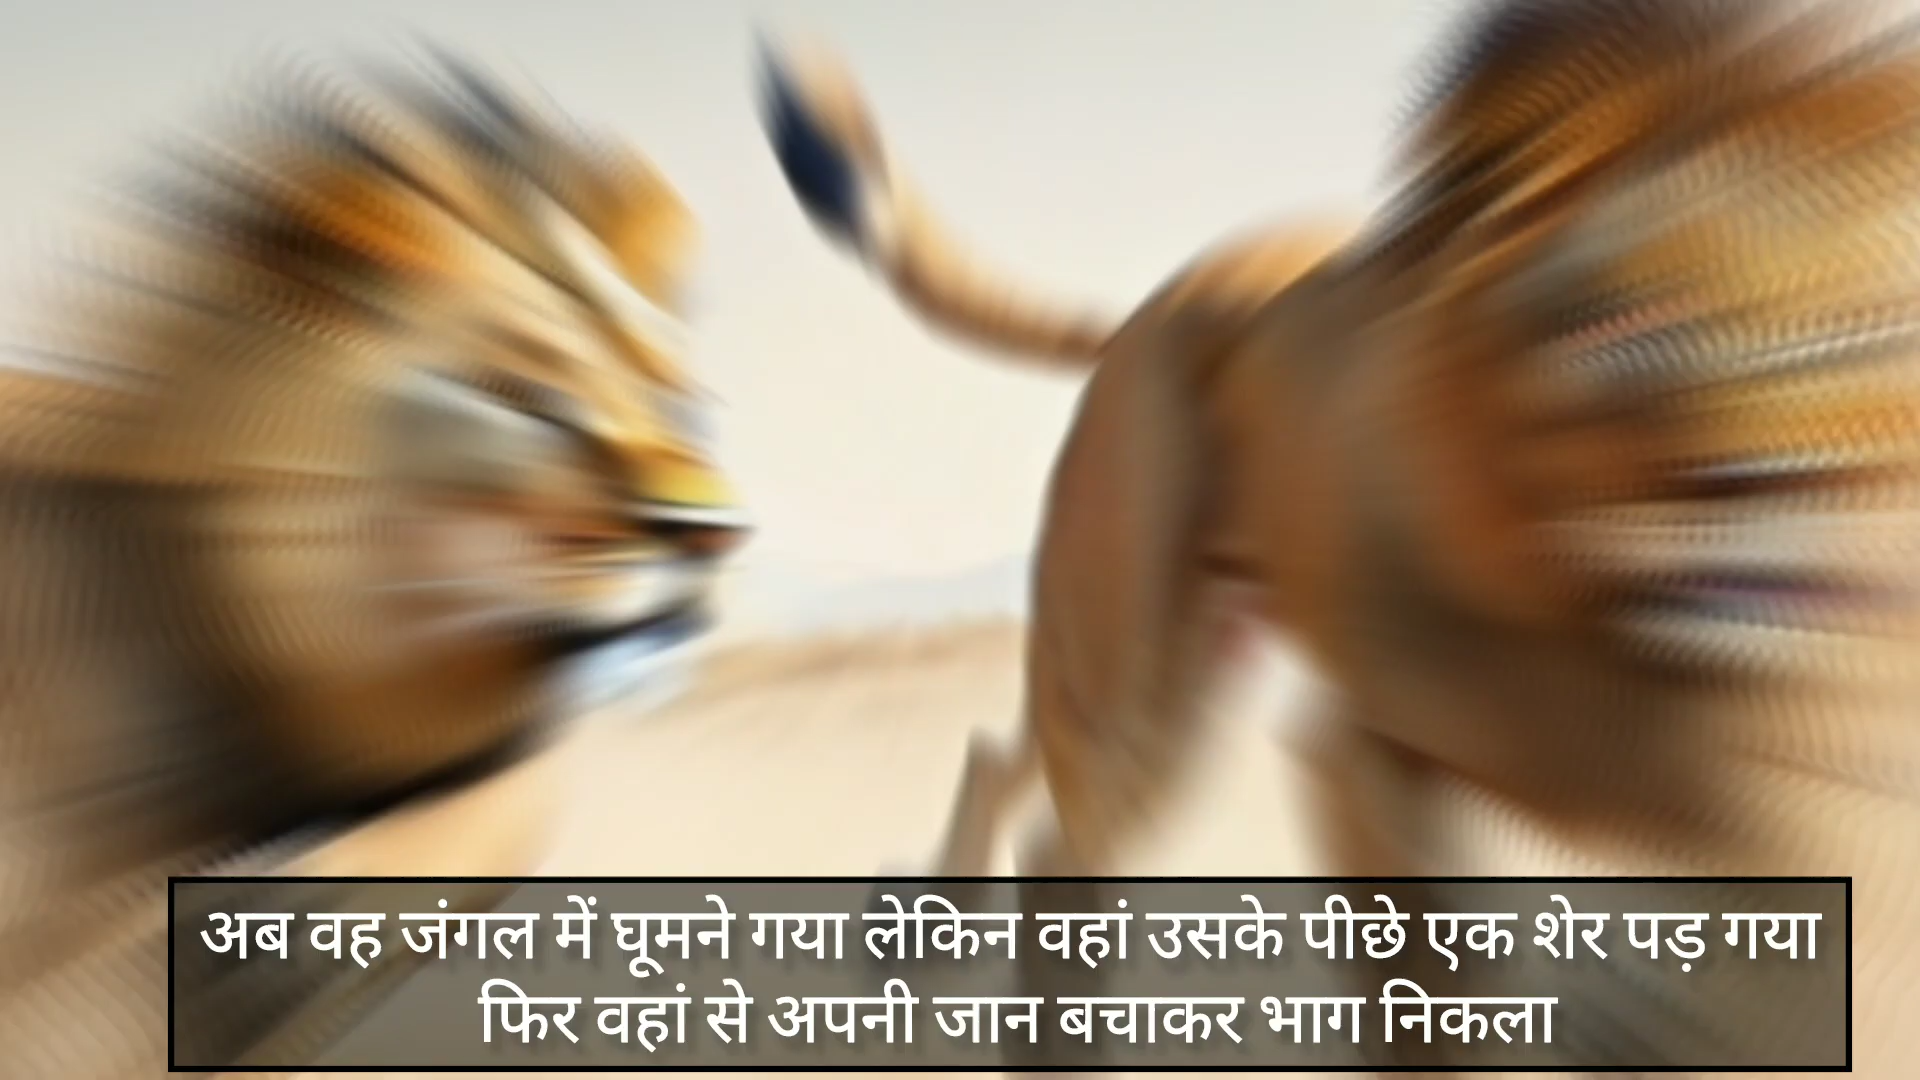 अब वह जंगल में घूमने गया लेकिन वहां उसके पीछे एक शेर पड़ गया
फिर वहां से अपनी जान बचाकर भाग निकला